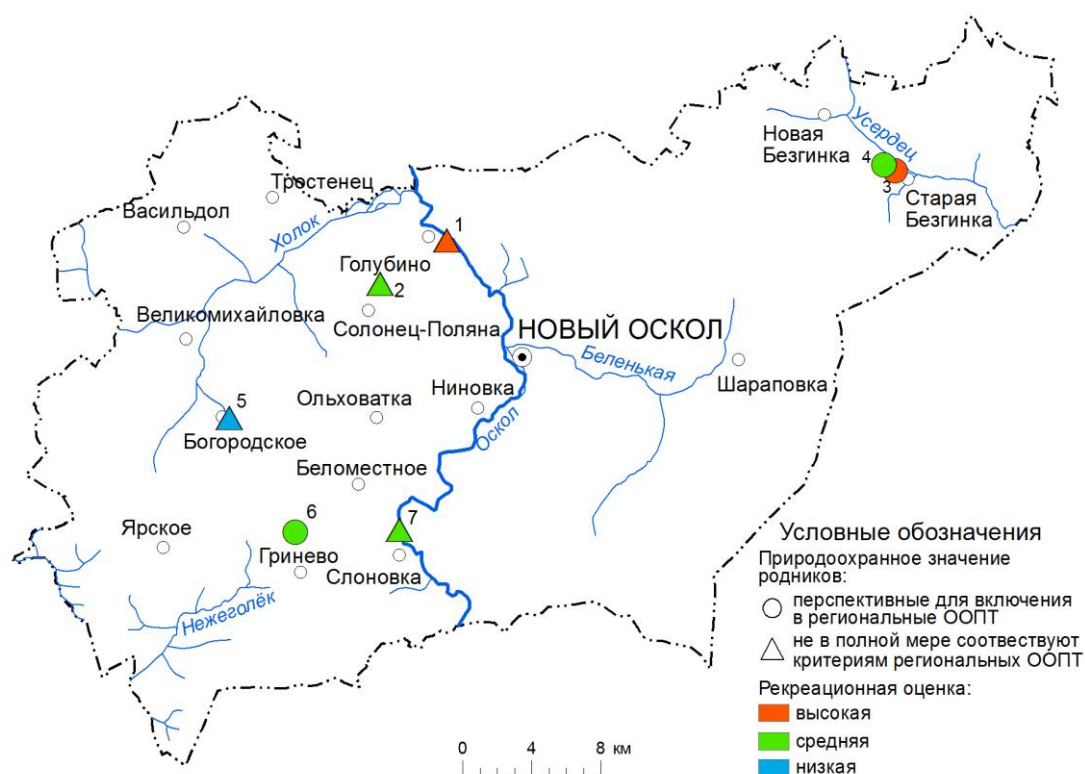 Новая
Безгинка
Усердец
4
3
Старая
Безгинка
Тростенец
Васильдол
Холок
1
Голубино
2
Великомихайловка
Солонец-Поляна
НОВЫЙ ОСКОЛ
Беленькая
Шараповка
Ниновка
Ольховатка
5
Богородское
Оскол
Беломестное
6
7
Ярское
Гринево
Слоновка
Нежеголёк
Условные обозначения
Природоохранное значение
родников:
перспективные для включения
в региональные ООПТ
не в полной мере соотвествуют
критериям региональных ООПТ
Рекреационная оценка:
высокая
средняя
низкая
0 4 8 км